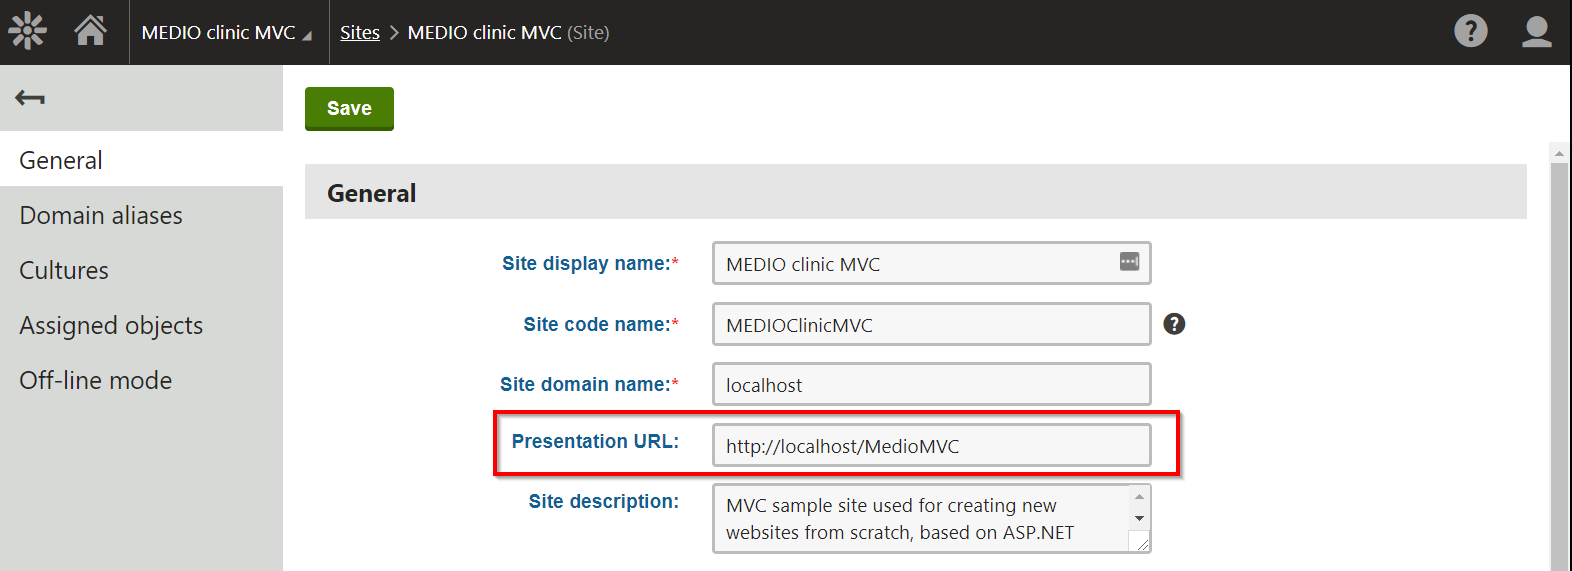 MEDIO clinic MVC Sites > MEDIO clinic MVC (Site) ?
Save
General
Domain aliases
Cultures
Assigned objects
Off-line mode
General
Site display name:* MEDIO clinic MVC
Site code name:* MEDIOClinicMVC ?
Site domain name:* localhost
Presentation URL: http://localhost/MedioMVC
Site description: MVC sample site used for creating new
websites from scratch, based on ASP.NET